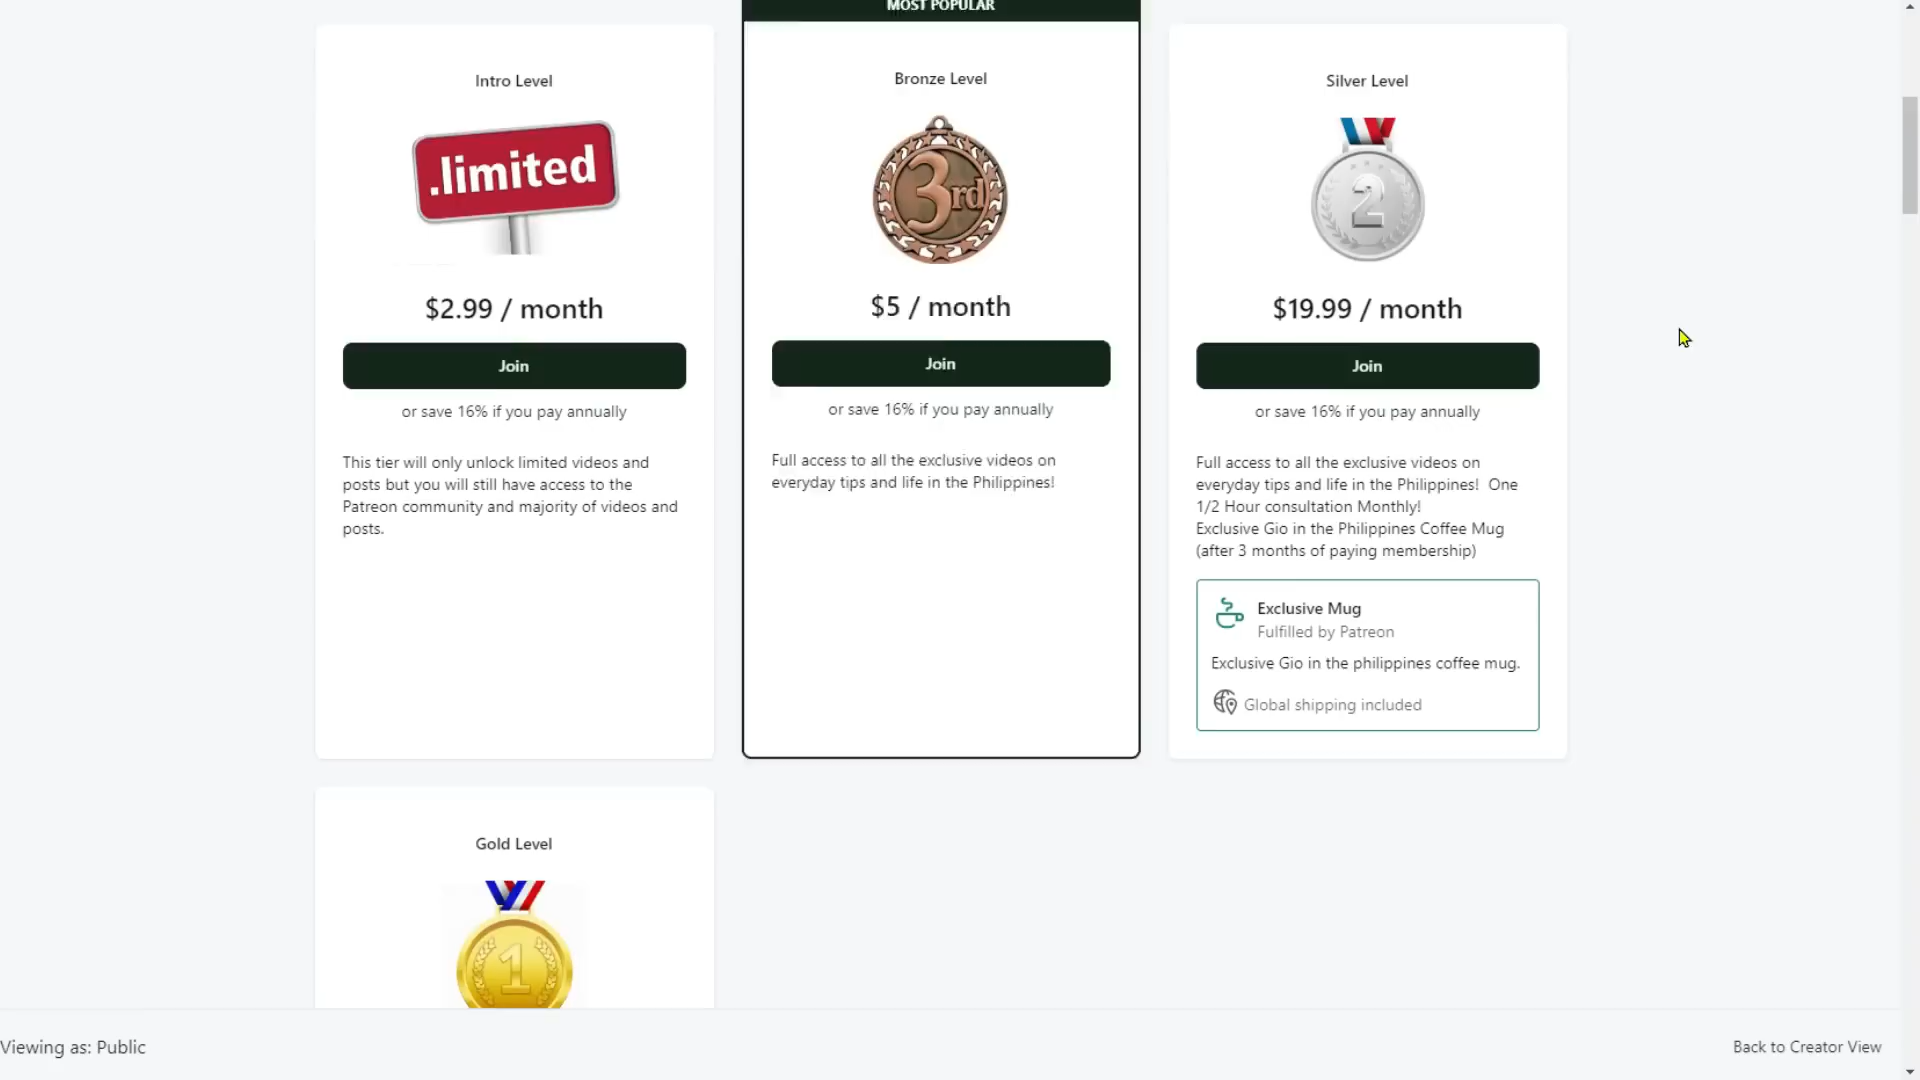 MOST POPULAR
Intro Level
.limited
$2.99 / month
Join
or save 16% if you pay annually
This tier will only unlock limited videos and
posts but you will still have access to the
Patreon community and majority of videos and
posts.
Bronze Level
3rd
$5 / month
Join
or save 16% if you pay annually
Full access to all the exclusive videos on
everyday tips and life in the Philippines!
Silver Level
2
$19.99 / month
Join
or save 16% if you pay annually
Full access to all the exclusive videos on
everyday tips and life in the Philippines!  One
1/2 Hour consultation Monthly!
Exclusive Gio in the Philippines Coffee Mug
(after 3 months of paying membership)
Exclusive Mug
Fulfilled by Patreon
Exclusive Gio in the philippines coffee mug.
Global shipping included
Gold Level
1
Viewing as: Public
Back to Creator View